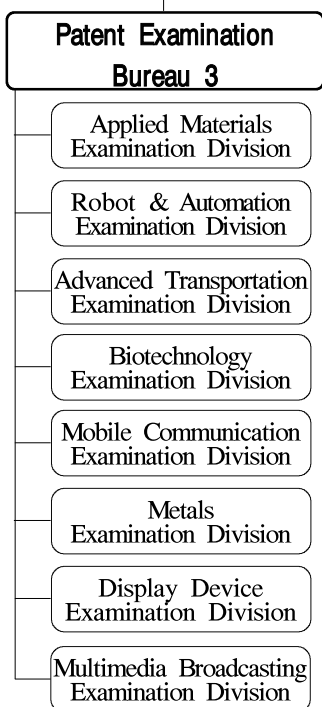 Patent Examination
Bureau 3
Applied Materials
Examination Division
Robot & Automation
Examination Division
Advanced Transportation
Examination Division
Biotechnology
Examination Division
Mobile Communication
Examination Division
Metals
Examination Division
Display Device
Examination Division
Multimedia Broadcasting
Examination Division